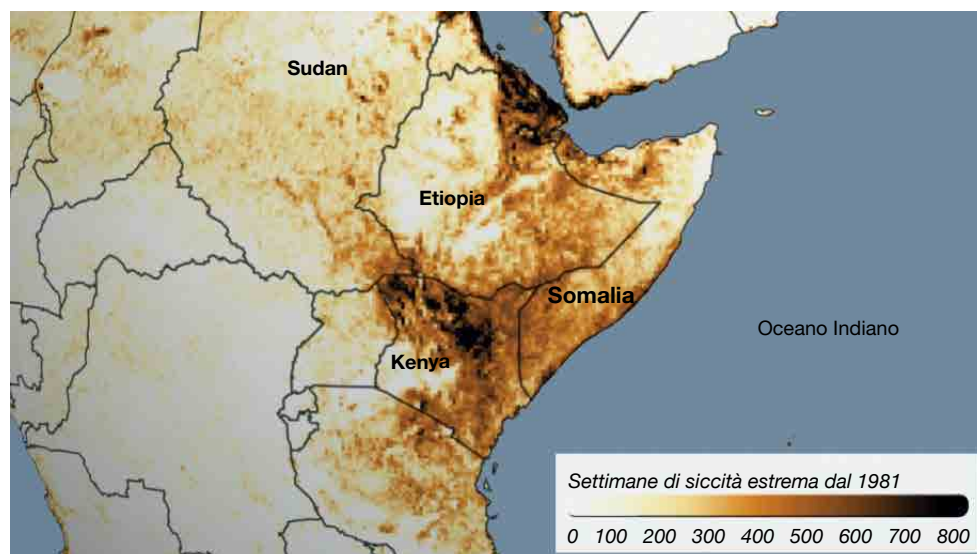 Sudan
Etiopia
Somalia
Oceano Indiano
Kenya
Settimane di siccità estrema dal 1981
0 100 200 300 400 500 600 700 800